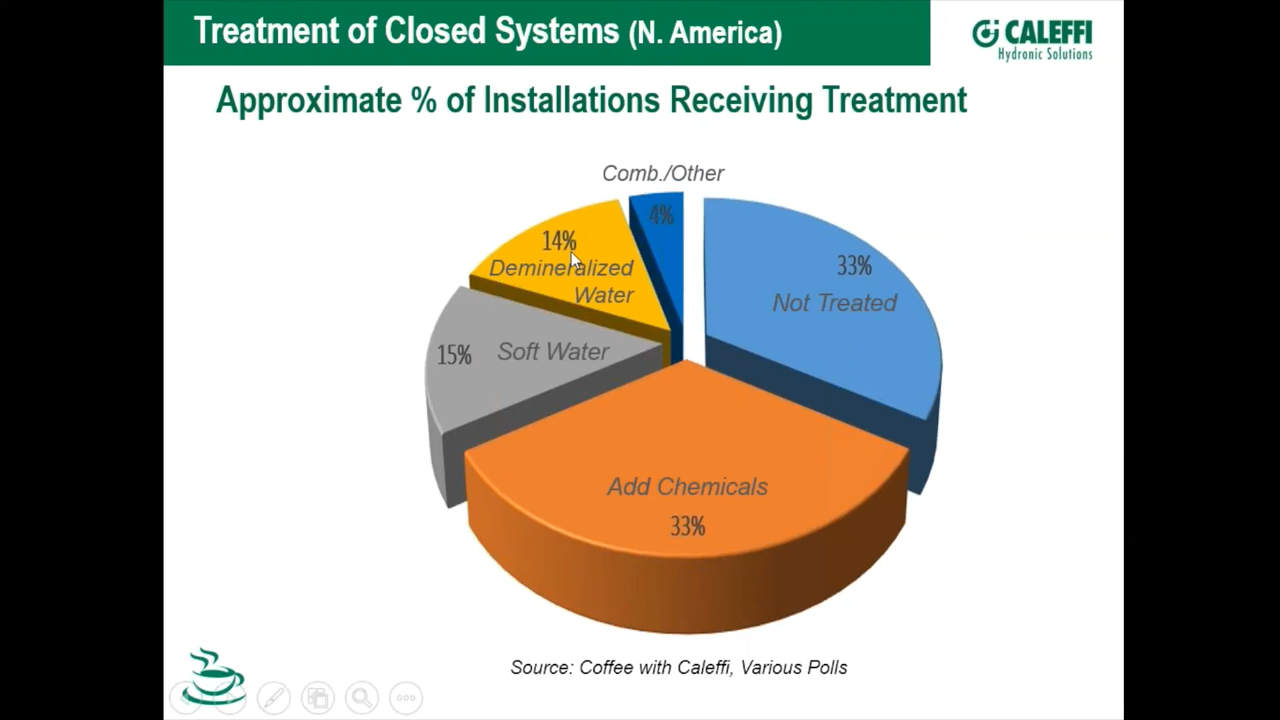 Treatment of Closed Systems (N. America)
CALEFFI
Hydronic Solutions
Approximate % of Installations Receiving Treatment
Comb./Other
4%
14%
Demineralized
Water
33%
Not Treated
15%
Soft Water
Add Chemicals
33%
Source: Coffee with Caleffi, Various Polls